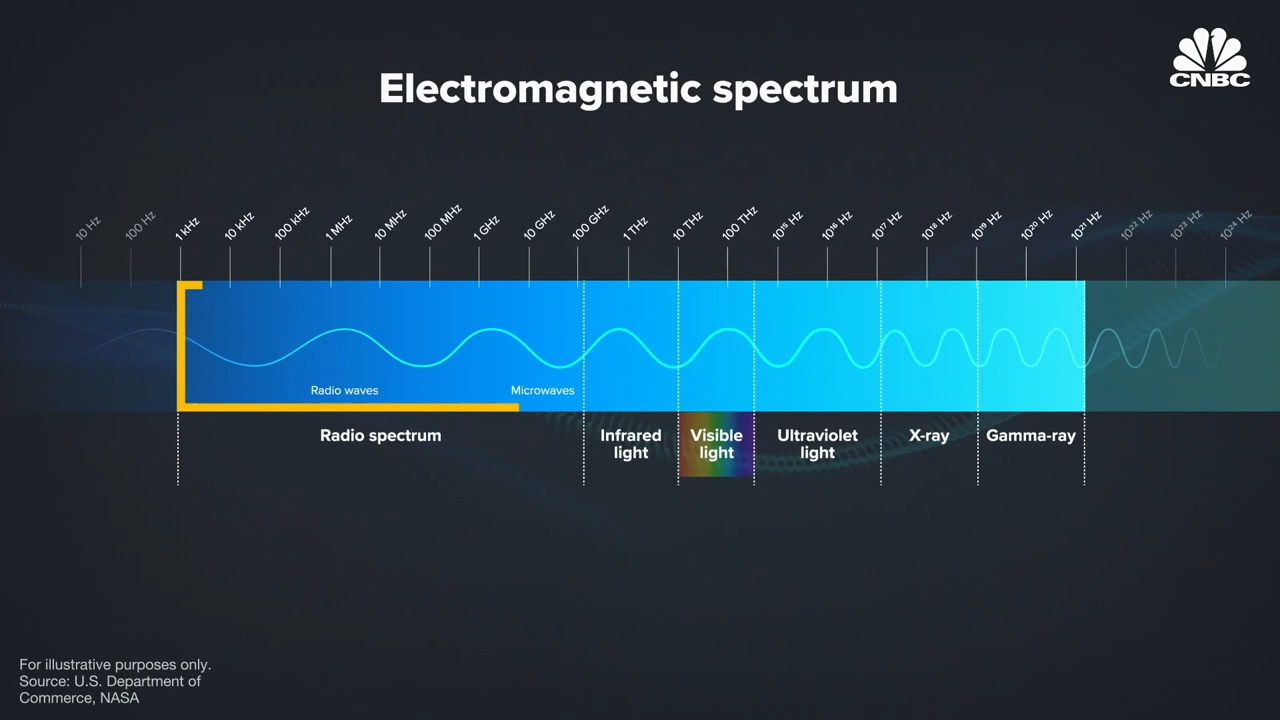 CNBC
Electromagnetic spectrum
10 Hz
100 Hz
1 kHz
10 kHz
100 kHz
1 MHz
10 MHz
100 MHz
1 GHz
10 GHz
100 GHz
1 THz
10 THz
100 THz
10¹⁵ Hz
10¹⁶ Hz
10¹⁷ Hz
10¹⁸ Hz
10¹⁹ Hz
10²⁰ Hz
10²¹ Hz
10²² Hz
10²³ Hz
10²⁴ Hz
Radio waves
Microwaves
Radio spectrum
Infrared
light
Visible
light
Ultraviolet
light
X-ray
Gamma-ray
For illustrative purposes only.
Source: U.S. Department of
Commerce, NASA